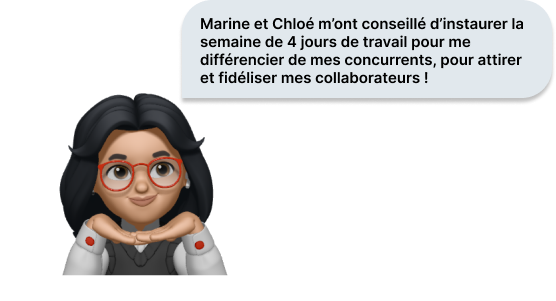 Marine et Chloé m’ont conseillé d’instaurer la
semaine de 4 jours de travail pour me
différencier de mes concurrents, pour attirer
et fidéliser mes collaborateurs !